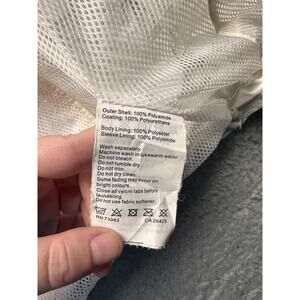 Outer Shell: 100% Polyamide
Coating: 100% Polyurethane
Body Lining: 100% Polyester
Sleeve Lining: 100% Polyamide
Wash separately.
Machine wash in lukewarm water.
Do not bleach.
Do not tumble dry.
Do not iron.
Do not dry clean.
Some fading may occur on
bright colours.
Close all velcro tabs before
laundering.
Do not use fabric softener.
RN 73983 CA 26405